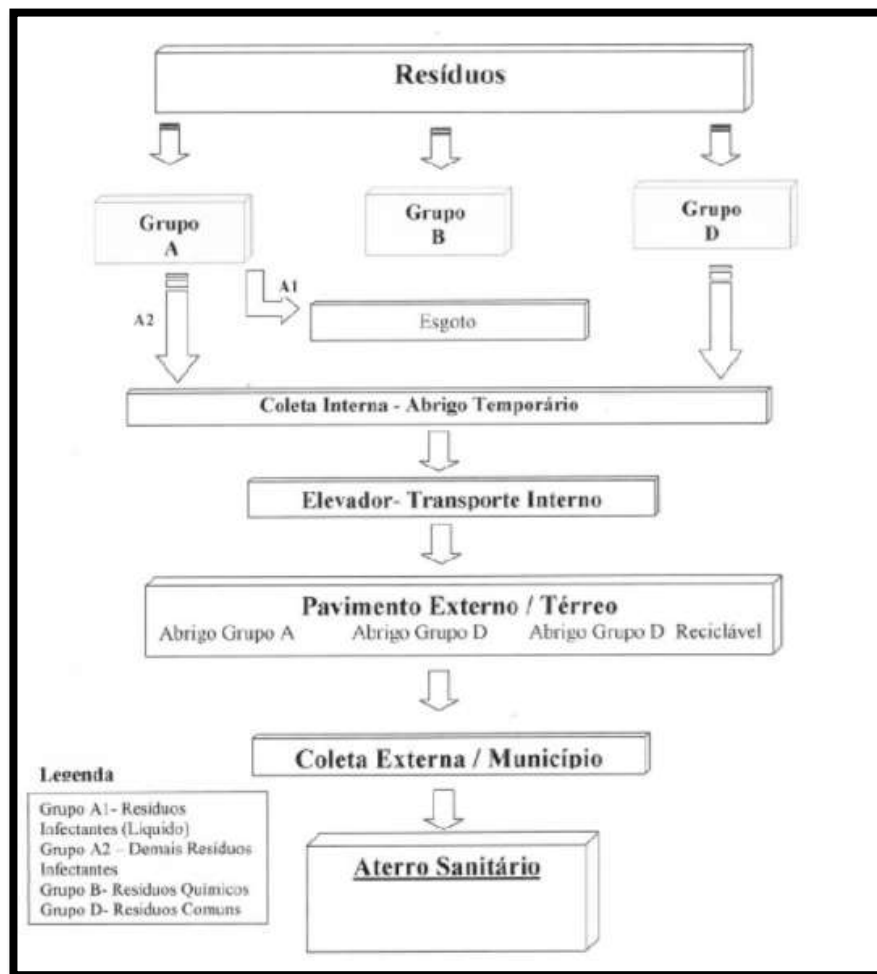 Resíduos
Grupo
A
Grupo
B
Grupo
D
A1
A2
Esgoto
Coleta Interna - Abrigo Temporário
Elevador- Transporte Interno
Pavimento Externo / Térreo
Abrigo Grupo A Abrigo Grupo D Abrigo Grupo D Reciclável
Coleta Externa / Município
Legenda
Grupo A1- Resíduos
Infectantes (Líquido)
Grupo A2 – Demais Resíduos
Infectantes
Grupo B- Resíduos Químicos
Grupo D- Resíduos Comuns
Aterro Sanitário